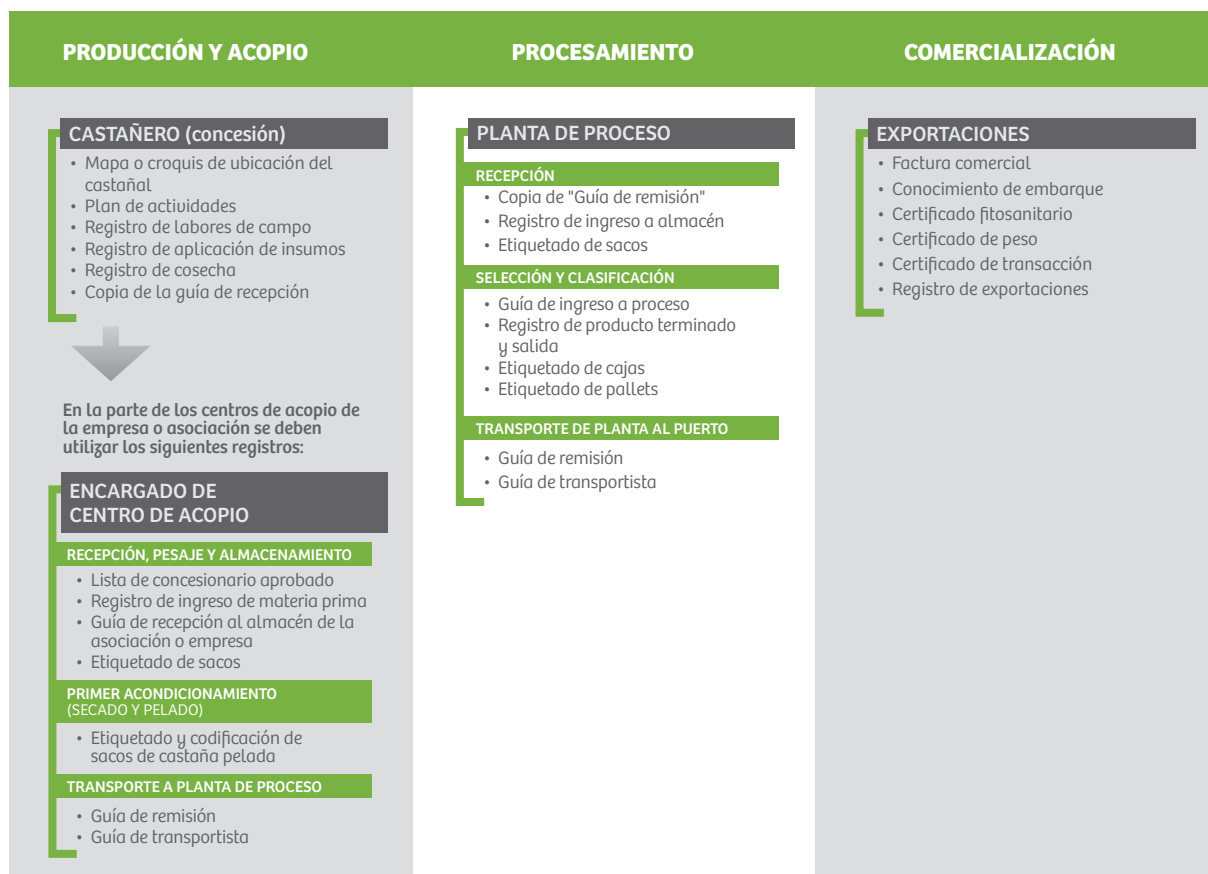 PRODUCCIÓN Y ACOPIO
CASTAÑERO (concesión)
• Mapa o croquis de ubicación del
castañal
• Plan de actividades
• Registro de labores de campo
• Registro de aplicación de insumos
• Registro de cosecha
• Copia de la guía de recepción
En la parte de los centros de acopio de
la empresa o asociación se deben
utilizar los siguientes registros:
ENCARGADO DE
CENTRO DE ACOPIO
RECEPCIÓN, PESAJE Y ALMACENAMIENTO
• Lista de concesionario aprobado
• Registro de ingreso de materia prima
• Guía de recepción al almacén de la
asociación o empresa
• Etiquetado de sacos
PRIMER ACONDICIONAMIENTO
(SECADO Y PELADO)
• Etiquetado y codificación de
sacos de castaña pelada
TRANSPORTE A PLANTA DE PROCESO
• Guía de remisión
• Guía de transportista
PROCESAMIENTO
PLANTA DE PROCESO
RECEPCIÓN
• Copia de "Guía de remisión"
• Registro de ingreso a almacén
• Etiquetado de sacos
SELECCIÓN Y CLASIFICACIÓN
• Guía de ingreso a proceso
• Registro de producto terminado
y salida
• Etiquetado de cajas
• Etiquetado de pallets
TRANSPORTE DE PLANTA AL PUERTO
• Guía de remisión
• Guía de transportista
COMERCIALIZACIÓN
EXPORTACIONES
• Factura comercial
• Conocimiento de embarque
• Certificado fitosanitario
• Certificado de peso
• Certificado de transacción
• Registro de exportaciones